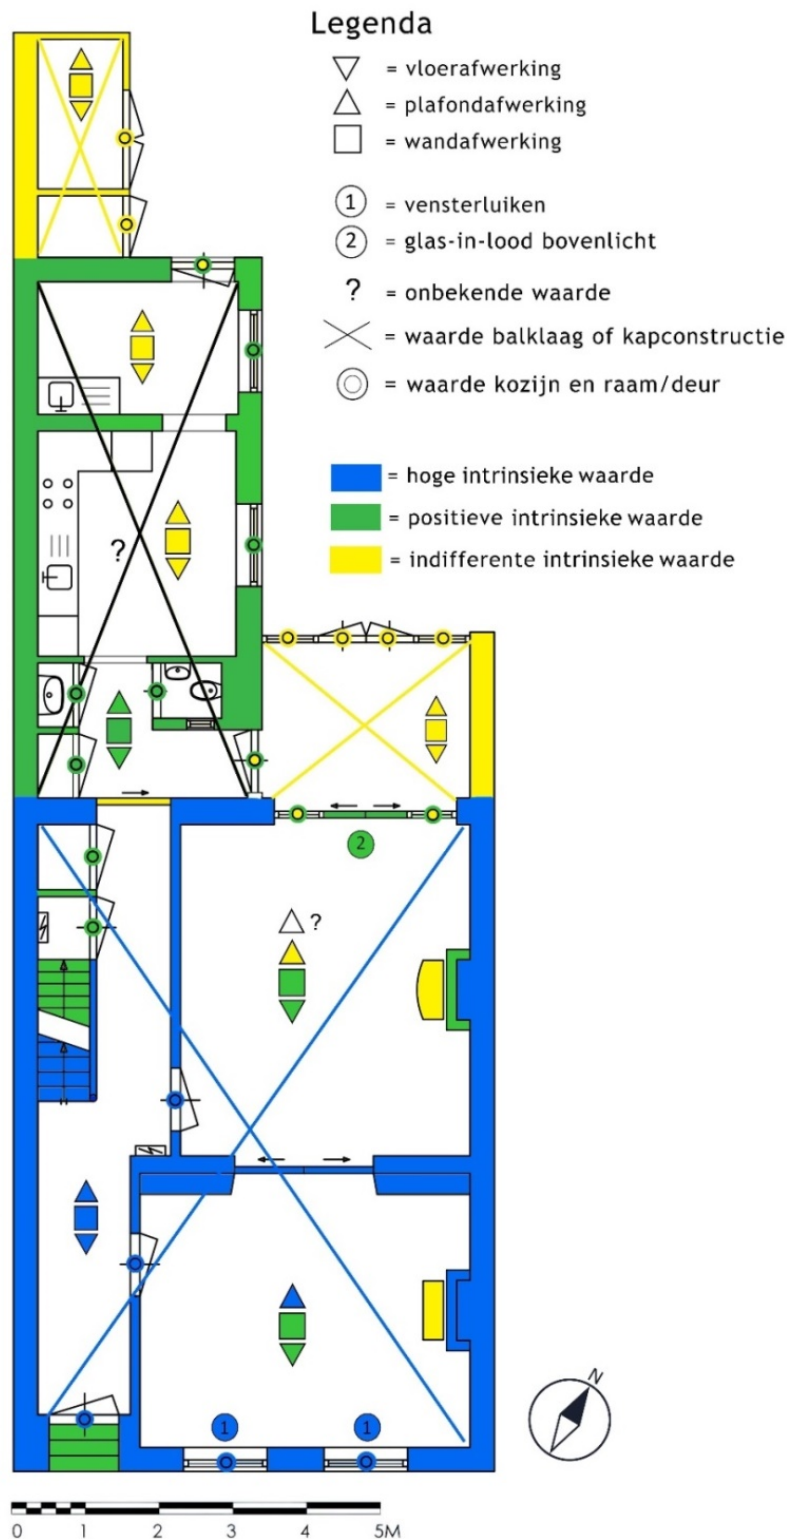 Legenda
= vloerafwerking
= plafondafwerking
= wandafwerking
1 = vensterluiken
2 = glas-in-lood bovenlicht
? = onbekende waarde
= waarde balklaag of kapconstructie
= waarde kozijn en raam/deur
= hoge intrinsieke waarde
= positieve intrinsieke waarde
= indifferente intrinsieke waarde
?
2
?
1 1
N
0 1 2 3 4 5M